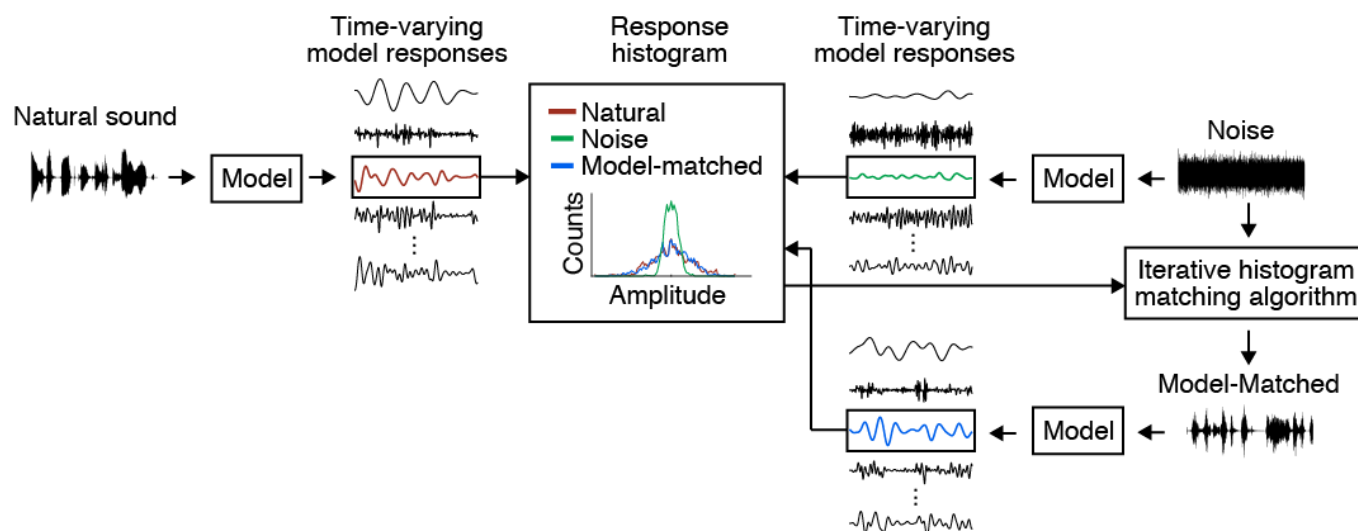 Time-varying
model responses
Response
histogram
Time-varying
model responses
Natural sound
Model
Natural
Noise
Model-matched
Counts
Amplitude
Model
Noise
Iterative histogram
matching algorithm
Model-Matched
Model